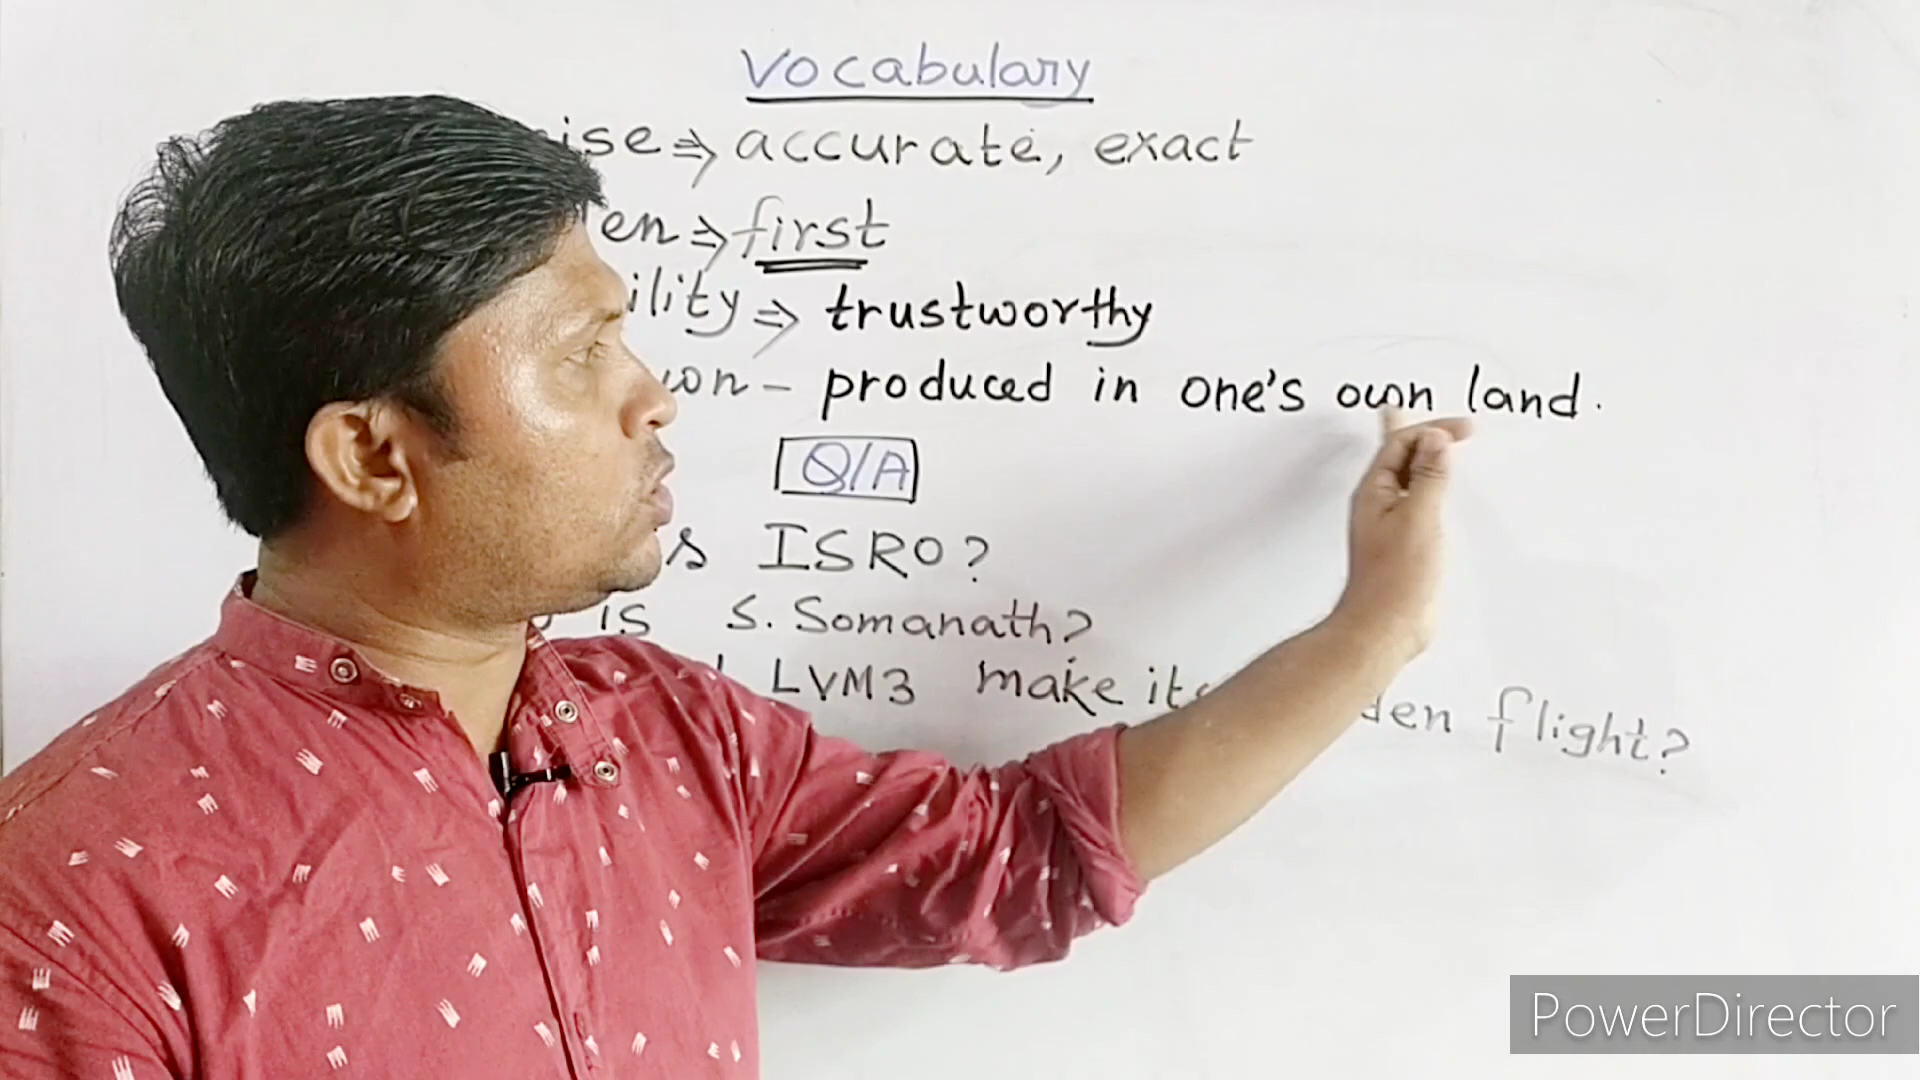 Vocabulary
ise ⇒ accurate, exact
en ⇒ first
ility ⇒ trustworthy
on - produced in one's own land.
Q/A
s ISRO?
is S. Somanath?
LVM3 make its den flight?
PowerDirector